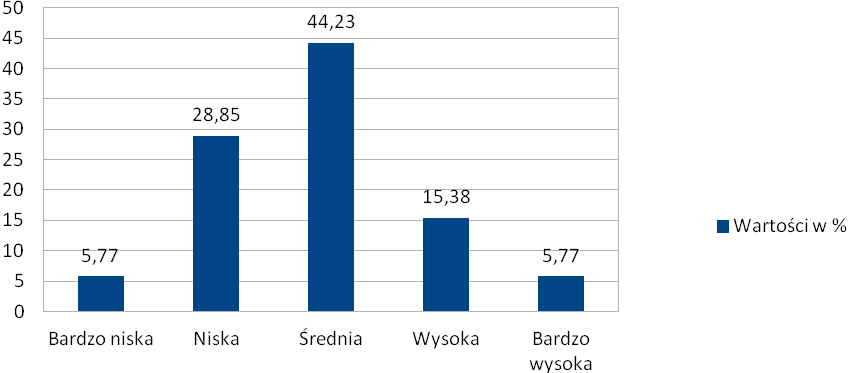 50
45
40
35
30
25
20
15
10
5
0
5,77
28,85
44,23
15,38
5,77
Bardzo niska
Niska
Średnia
Wysoka
Bardzo
wysoka
Wartości w %